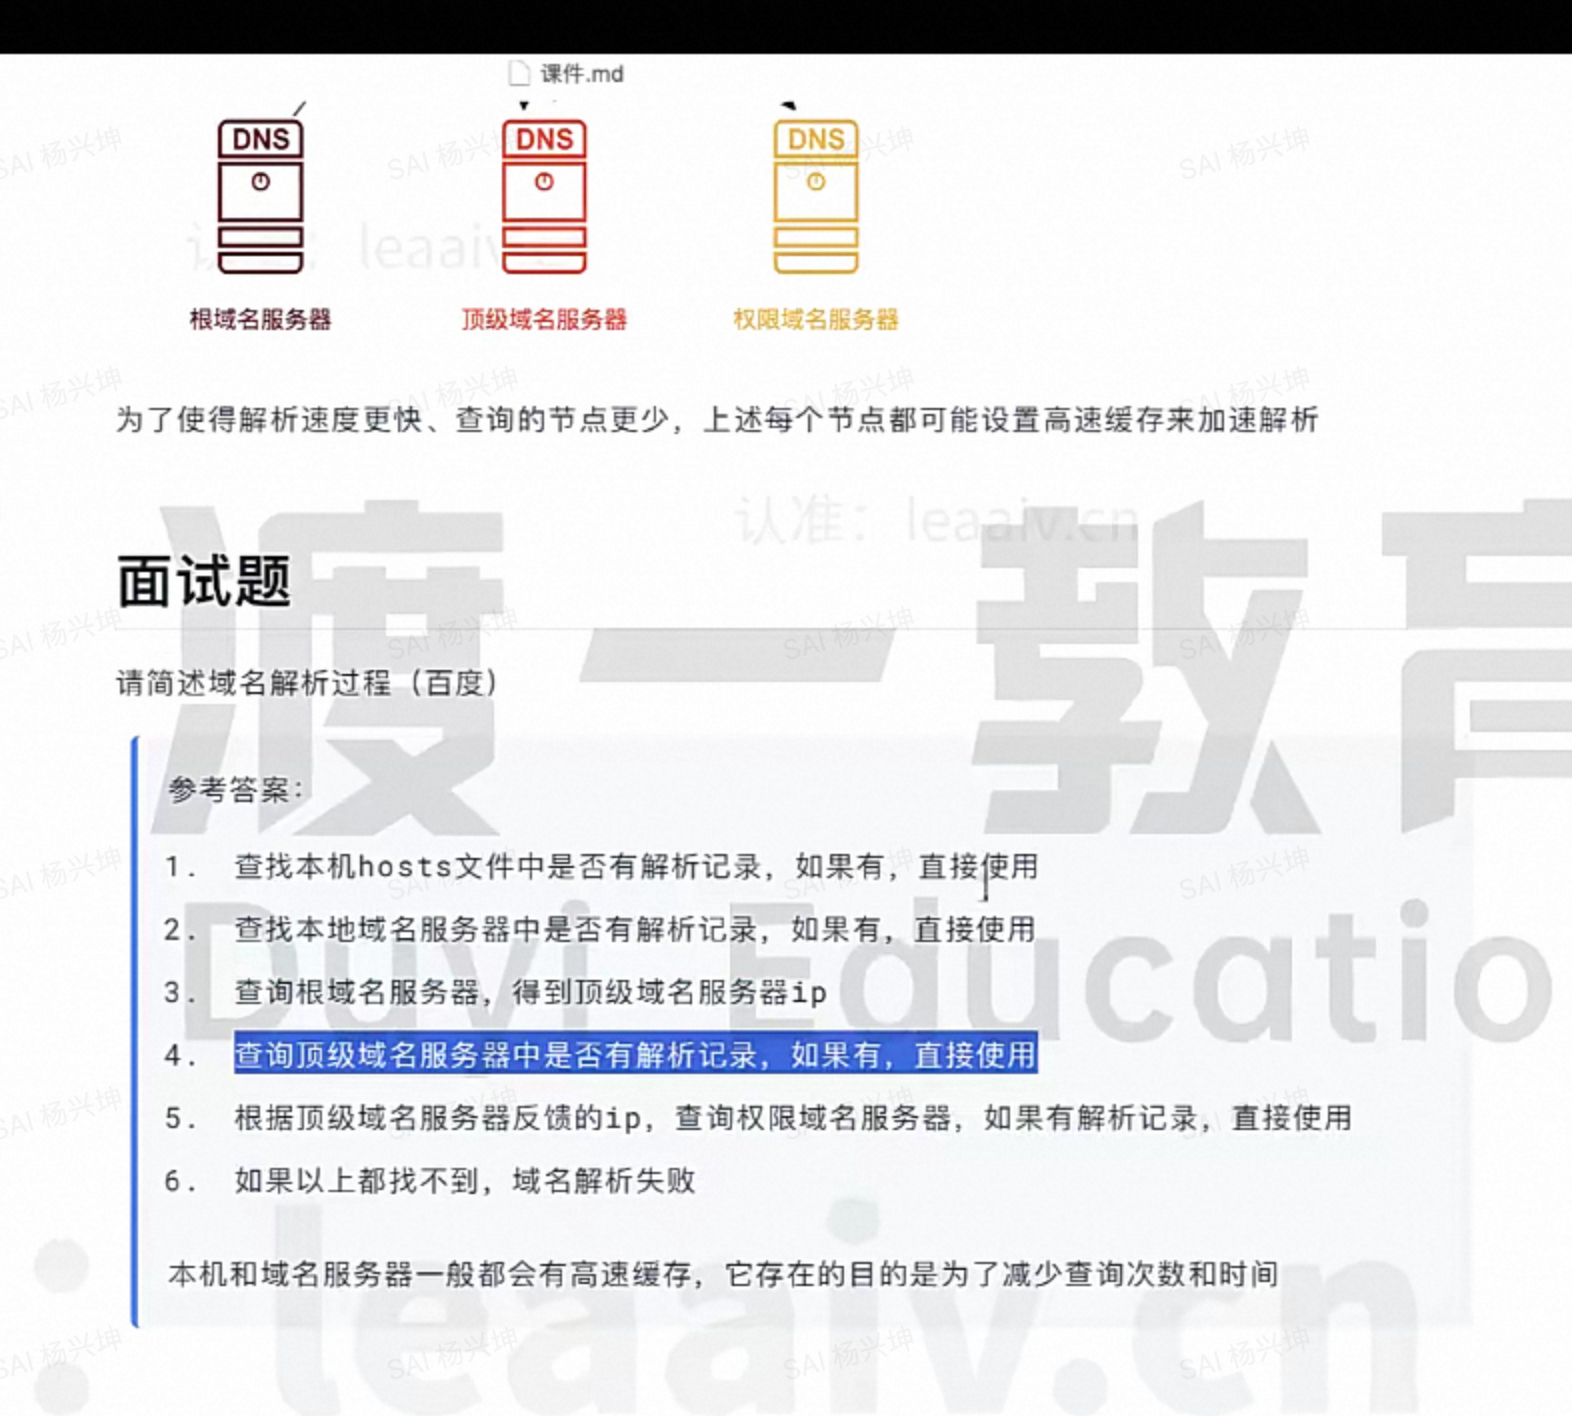 课件.md
DNS
DNS
DNS
根域名服务器
顶级域名服务器
权限域名服务器
为了使得解析速度更快、查询的节点更少，上述每个节点都可能设置高速缓存来加速解析
认准：leaaiv.cn
面试题
渡一教育
请简述域名解析过程（百度）
参考答案：
1. 查找本机hosts文件中是否有解析记录，如果有，直接使用
2. 查找本地域名服务器中是否有解析记录，如果有，直接使用
3. 查询根域名服务器，得到顶级域名服务器ip
4. 查询顶级域名服务器中是否有解析记录，如果有，直接使用
5. 根据顶级域名服务器反馈的ip，查询权限域名服务器，如果有解析记录，直接使用
6. 如果以上都找不到，域名解析失败
Duyi Educatio
本机和域名服务器一般都会有高速缓存，它存在的目的是为了减少查询次数和时间
: leaaiv.cn
SAI 杨兴坤